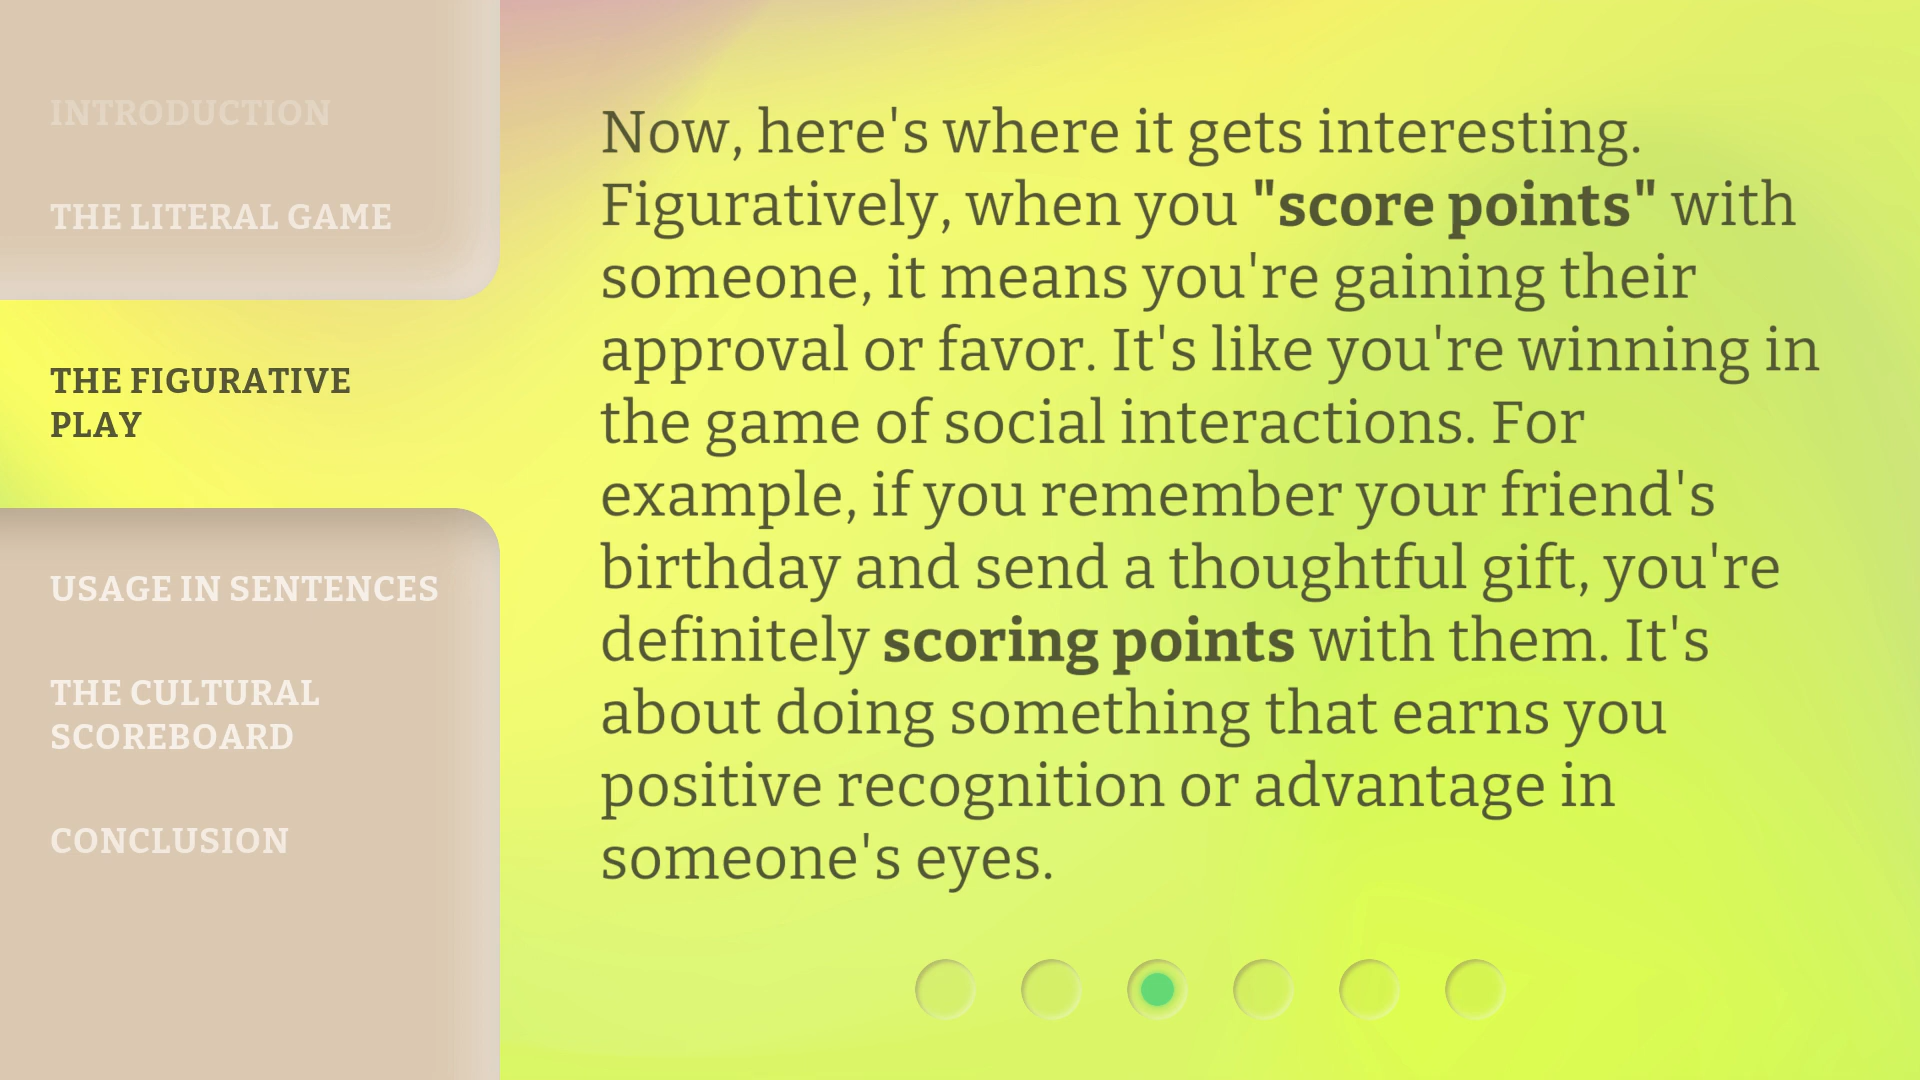 INTRODUCTION
THE LITERAL GAME
THE FIGURATIVE
PLAY
USAGE IN SENTENCES
THE CULTURAL
SCOREBOARD
CONCLUSION
Now, here's where it gets interesting.
Figuratively, when you "score points" with
someone, it means you're gaining their
approval or favor. It's like you're winning in
the game of social interactions. For
example, if you remember your friend's
birthday and send a thoughtful gift, you're
definitely scoring points with them. It's
about doing something that earns you
positive recognition or advantage in
someone's eyes.